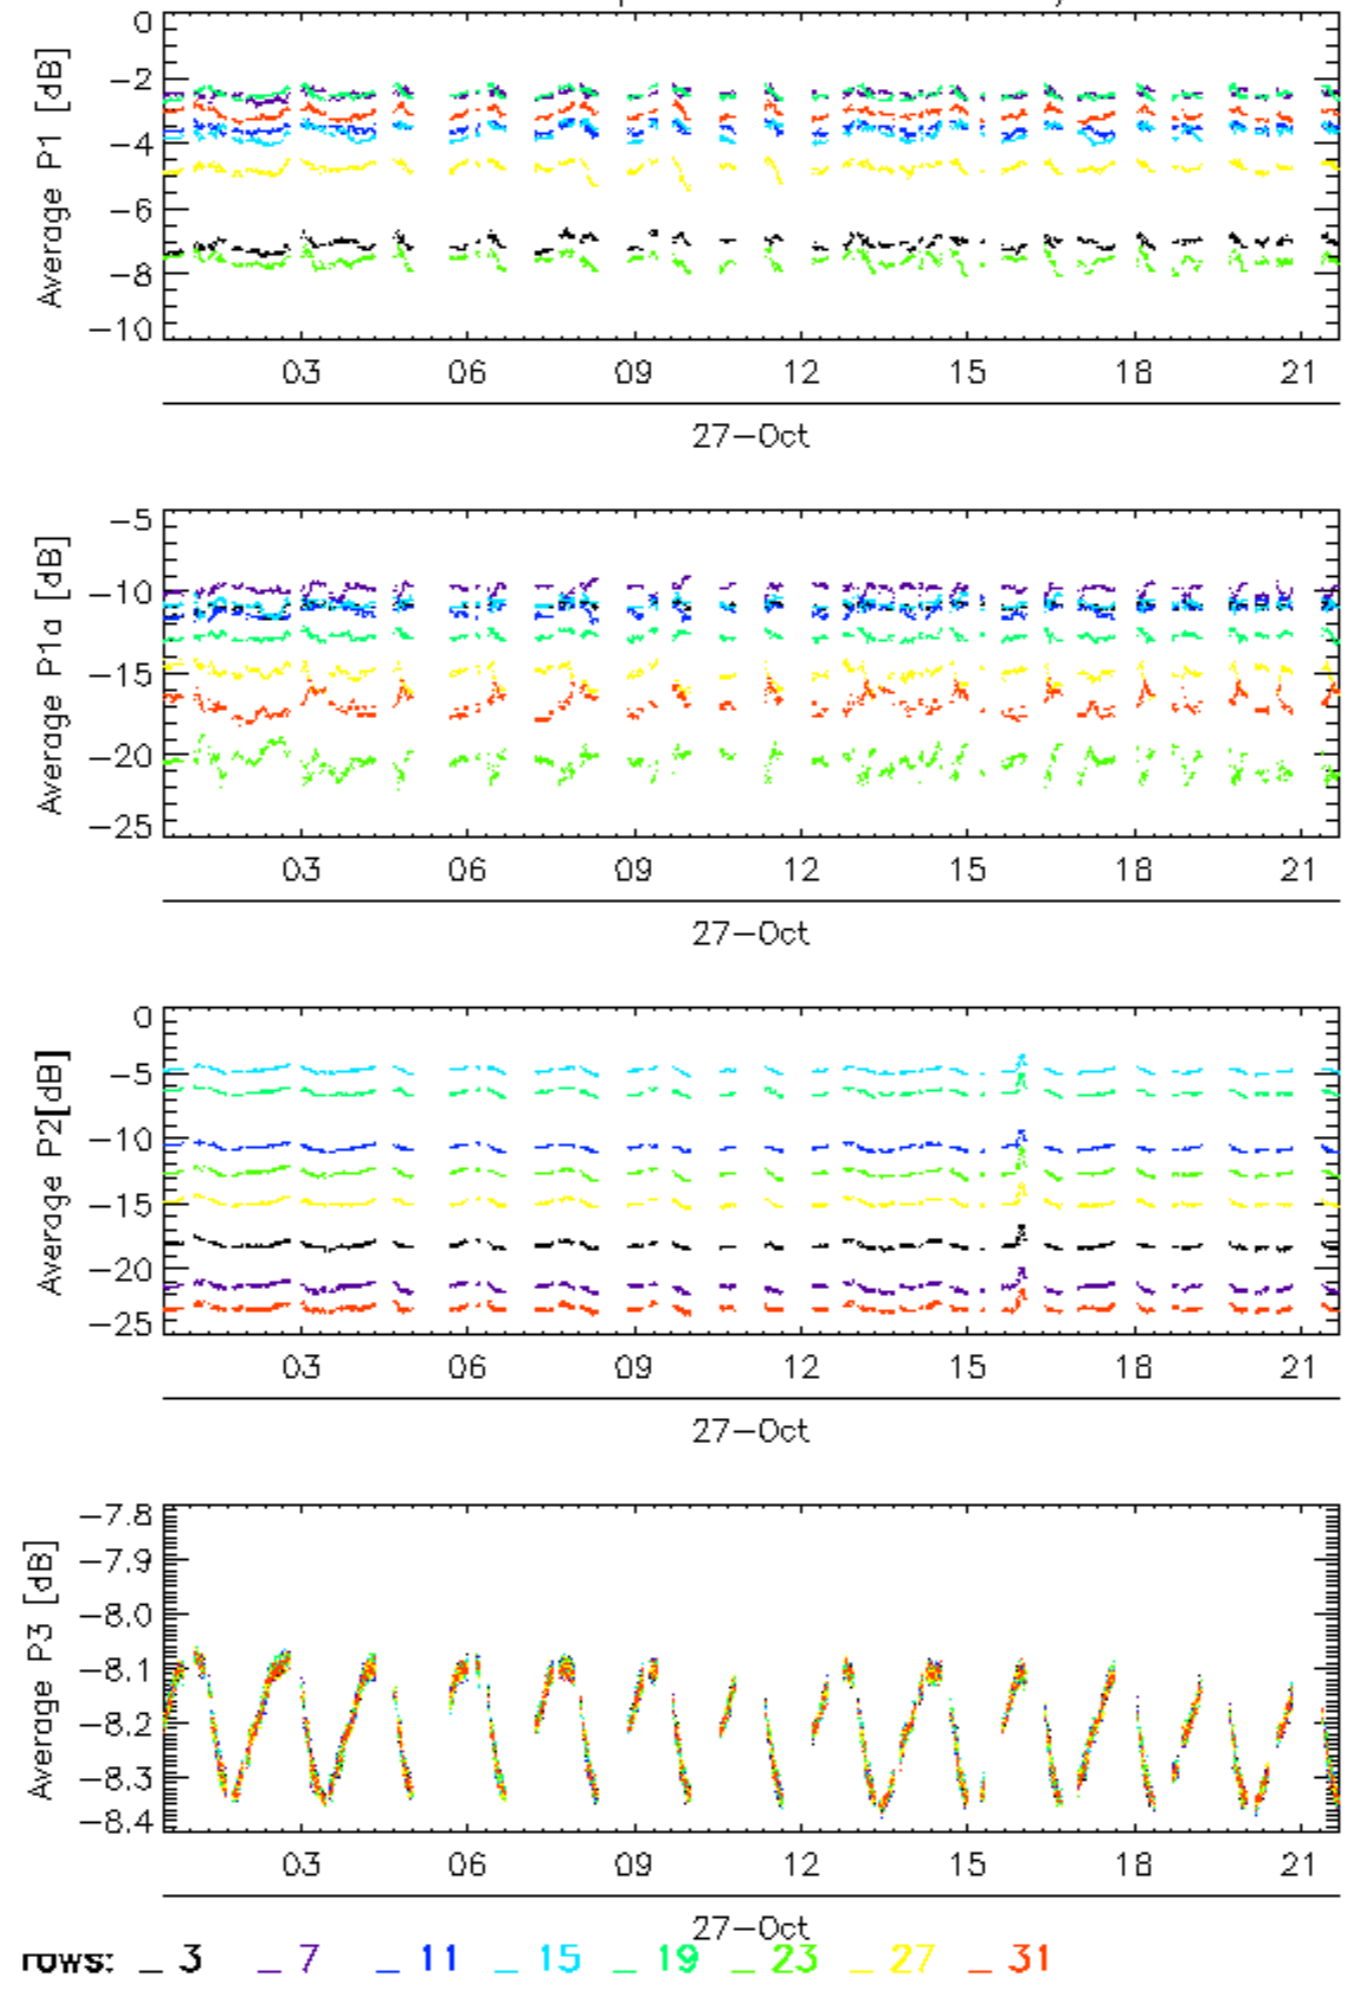 0
-2
-4
-6
-8
-10
Average P1 [dB]
03 06 09 12 15 18 21
27-Oct
-5
-10
-15
-20
-25
Average P1a [dB]
03 06 09 12 15 18 21
27-Oct
0
-5
-10
-15
-20
-25
Average P2[dB]
03 06 09 12 15 18 21
27-Oct
-7.8
-7.9
-8.0
-8.1
-8.2
-8.3
-8.4
Average P3 [dB]
03 06 09 12 15 18 21
27-Oct
rows: _ 3 _ 7 _ 11 _ 15 _ 19 _ 23 _ 27 _ 31